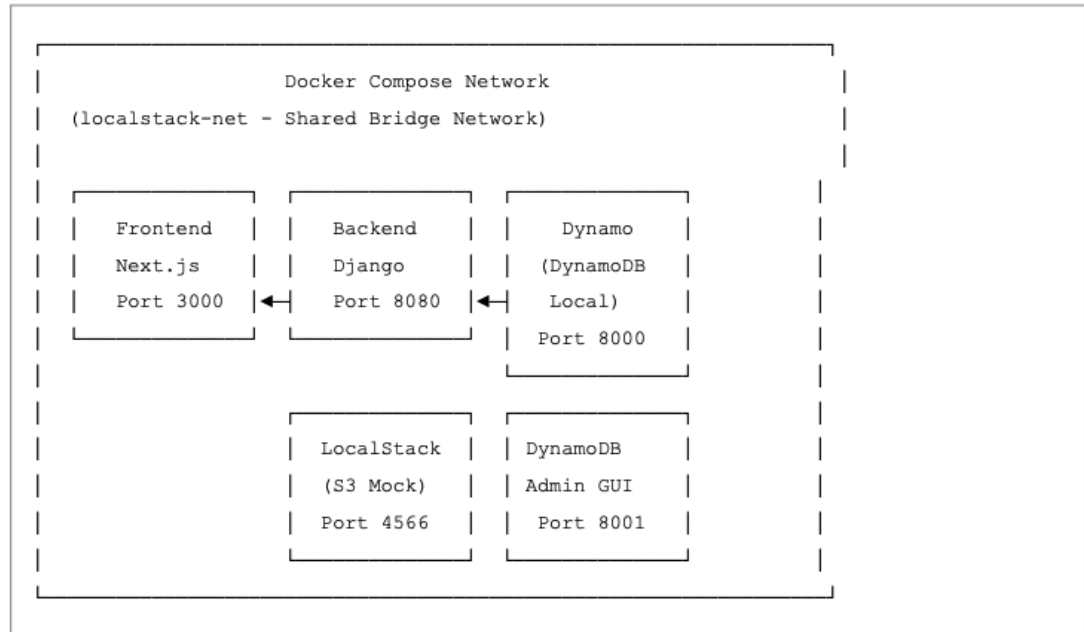 Docker Compose Network
(localstack-net - Shared Bridge Network)
Frontend Backend Dynamo
Next.js Django (DynamoDB
Port 3000 Port 8080 Local)
Port 8000
LocalStack DynamoDB
(S3 Mock) Admin GUI
Port 4566 Port 8001